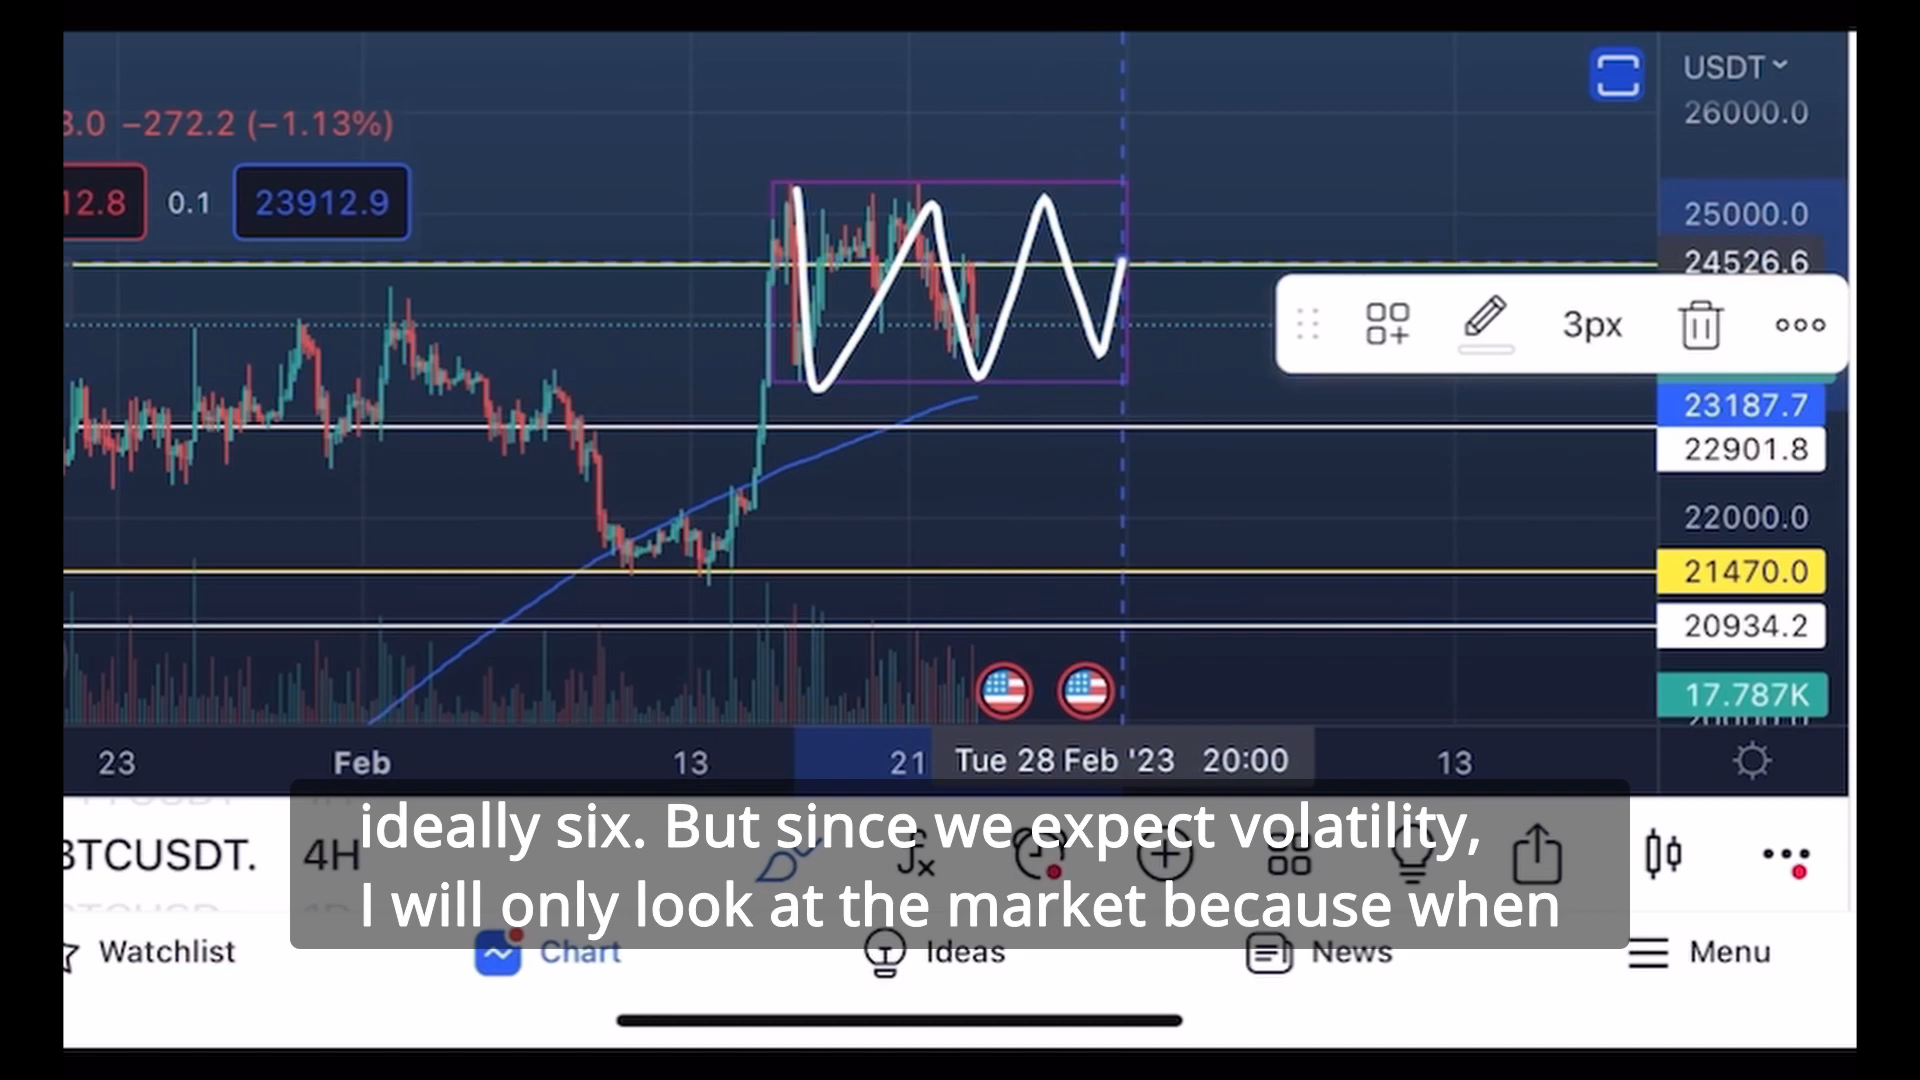 USDT
3.0 −272.2 (−1.13%)
26000.0
12.8
0.1
23912.9
25000.0
24526.6
3px
23187.7
22901.8
22000.0
21470.0
20934.2
17.787K
23
Feb
13
21
Tue 28 Feb '23 20:00
13
ideally six. But since we expect volatility,
I will only look at the market because when
BTCUSDT. 4H
Watchlist
Chart
Ideas
News
Menu